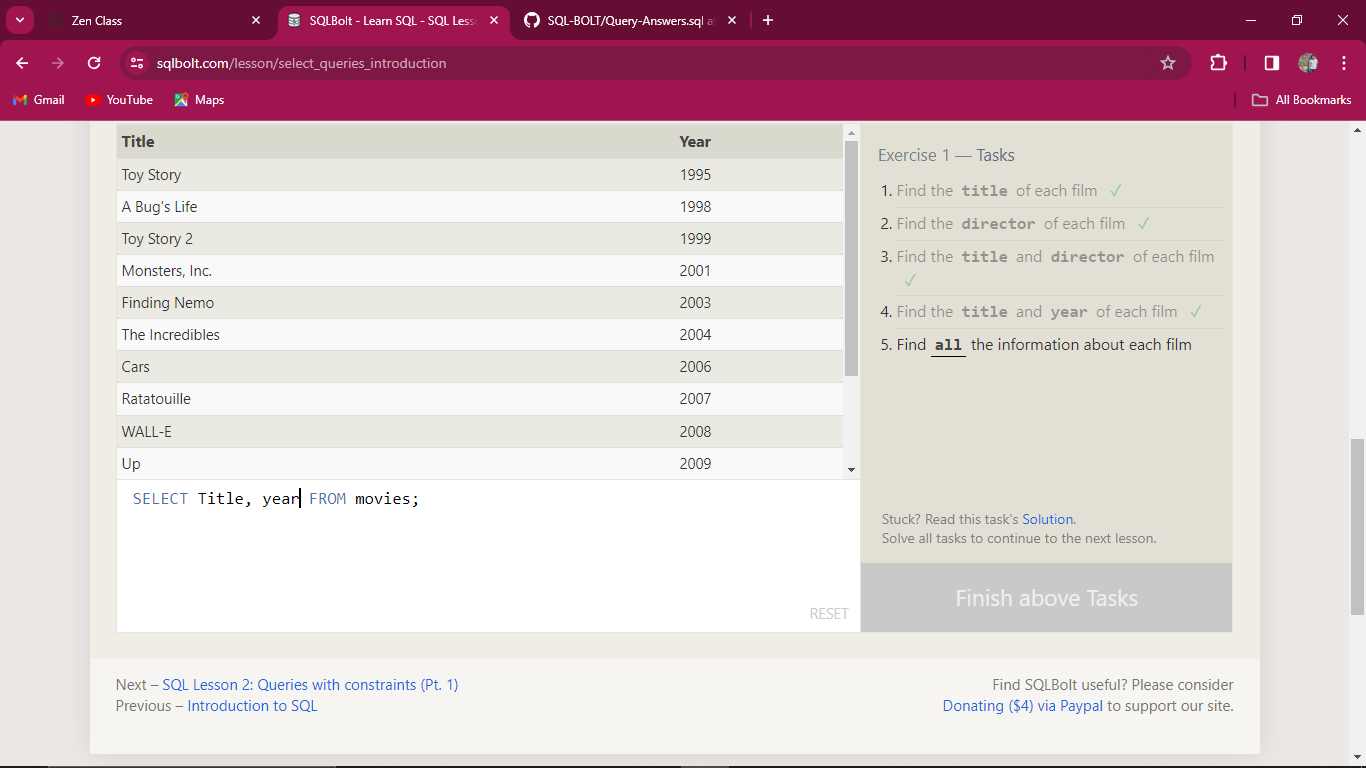 Zen Class
SQLBolt - Learn SQL - SQL Less
SQL-BOLT/Query-Answers.sql a
sqlbolt.com/lesson/select_queries_introduction
Gmail
YouTube
Maps
All Bookmarks
Title Year
Toy Story 1995
A Bug's Life 1998
Toy Story 2 1999
Monsters, Inc. 2001
Finding Nemo 2003
The Incredibles 2004
Cars 2006
Ratatouille 2007
WALL-E 2008
Up 2009
SELECT Title, year FROM movies;
RESET
Exercise 1 — Tasks
1. Find the title of each film ✓
2. Find the director of each film ✓
3. Find the title and director of each film
✓
4. Find the title and year of each film ✓
5. Find all the information about each film
Stuck? Read this task's Solution.
Solve all tasks to continue to the next lesson.
Finish above Tasks
Next – SQL Lesson 2: Queries with constraints (Pt. 1)
Previous – Introduction to SQL
Find SQLBolt useful? Please consider
Donating ($4) via Paypal to support our site.